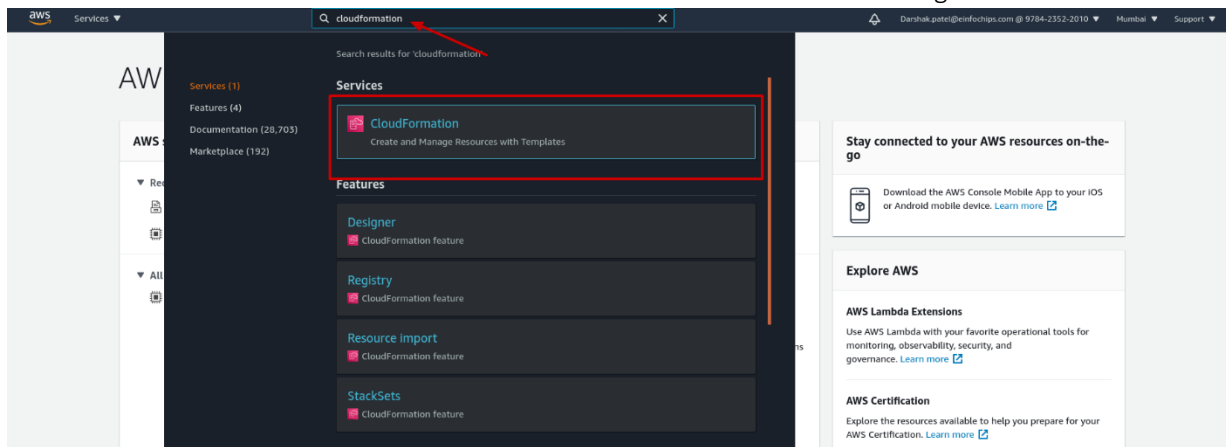 aws Services ▼ cloudformation X Darshak.patel@einfochips.com @ 9784-2352-2010 ▼ Mumbai ▼ Support ▼
Search results for 'cloudformation'
AW
Services (1)
Features (4)
Documentation (28,703)
Marketplace (192)
Services
CloudFormation
Create and Manage Resources with Templates
Features
Designer
CloudFormation feature
Registry
CloudFormation feature
Resource import
CloudFormation feature
StackSets
CloudFormation feature
AWS s
▼ Rec
▼ All
ns
Stay connected to your AWS resources on-the-
go
Download the AWS Console Mobile App to your iOS
or Android mobile device. Learn more
Explore AWS
AWS Lambda Extensions
Use AWS Lambda with your favorite operational tools for
monitoring, observability, security, and
governance. Learn more
AWS Certification
Explore the resources available to help you prepare for your
AWS Certification. Learn more